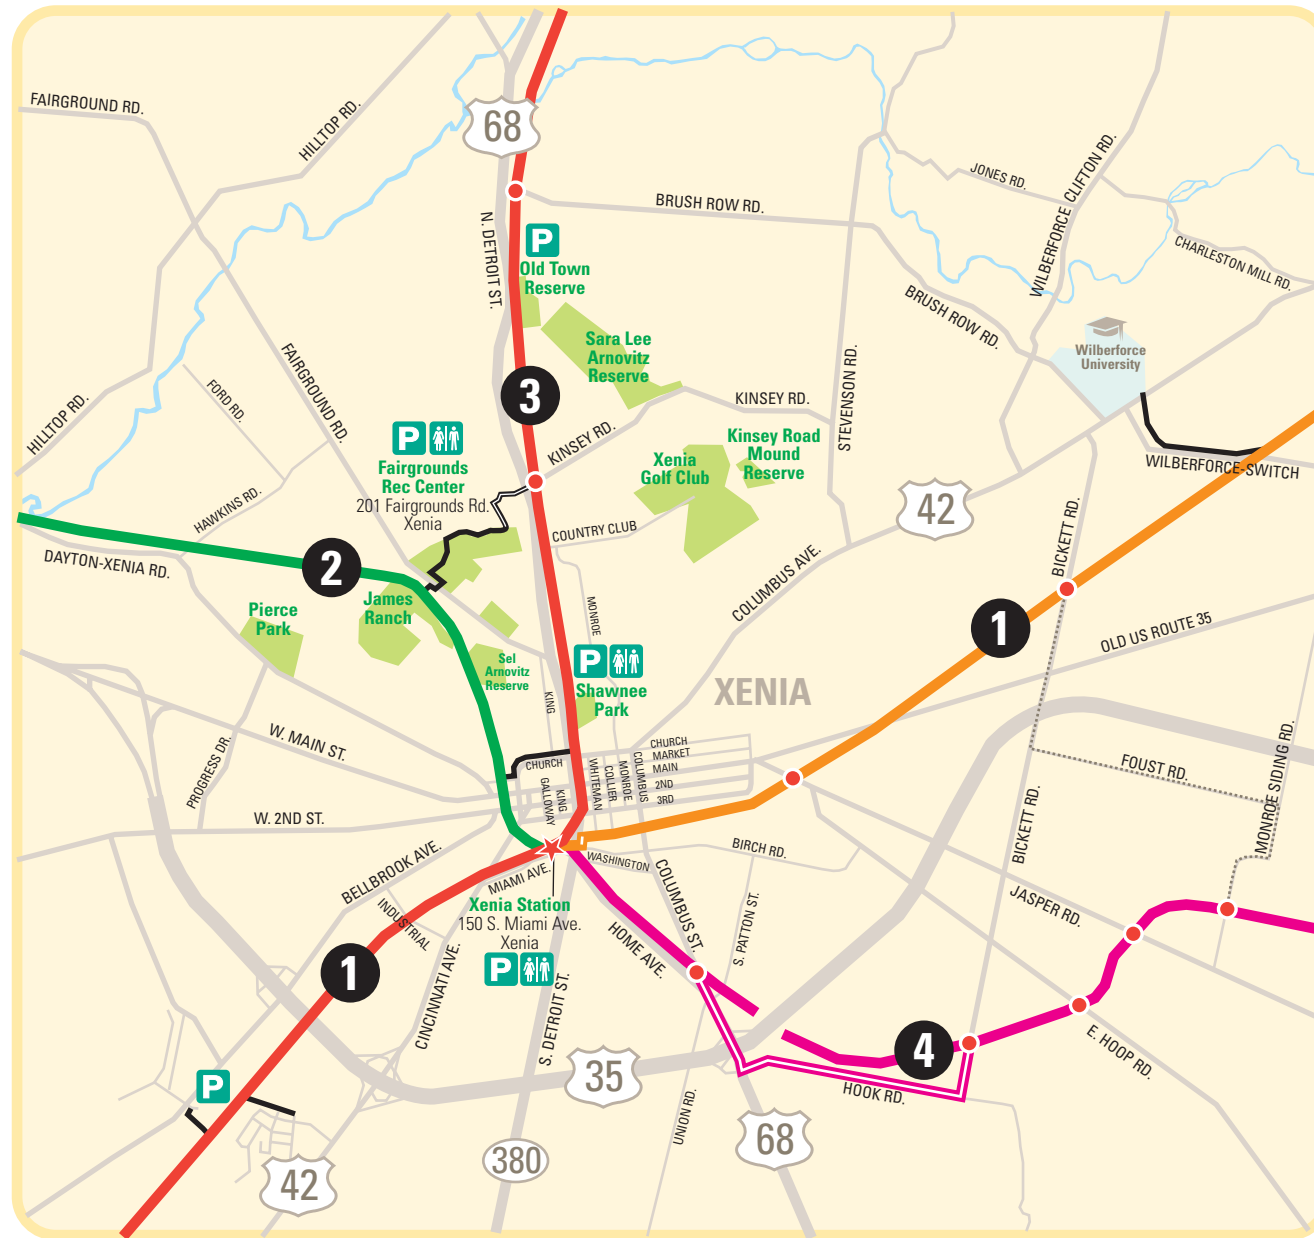 FAIRGROUND RD.
HILLTOP RD.
68
JONES RD.
WILBERFORCE CLIFTON RD.
BRUSH ROW RD.
N. DETROIT ST.
P
Old Town
Reserve
CHARLESTON MILL RD.
BRUSH ROW RD.
Sara Lee
Arnovitz
Reserve
Wilberforce
University
FAIRGROUND RD.
FORD RD.
HILLTOP RD.
3
KINSEY RD.
STEVENSON RD.
KINSEY RD.
P
Fairgrounds
Rec Center
201 Fairgrounds Rd.
Xenia
Xenia
Golf Club
Kinsey Road
Mound
Reserve
WILBERFORCE-SWITCH
42
HAWKINS RD.
COUNTRY CLUB
BICKETT RD.
DAYTON-XENIA RD.
2
COLUMBUS AVE.
Pierce
Park
James
Ranch
MONROE
1
OLD US ROUTE 35
Sel
Arnovitz
Reserve
P
Shawnee
Park
KING
XENIA
W. MAIN ST.
PROGRESS DR.
CHURCH
CHURCH
MARKET
MAIN
2ND
3RD
GALLOWAY
KING
WHITEMAN
COLLIER
MONROE
COLUMBUS
FOUST RD.
MONROE SIDING RD.
W. 2ND ST.
BICKETT RD.
BELLBROOK AVE.
MIAMI AVE.
WASHINGTON
BIRCH RD.
Xenia Station
150 S. Miami Ave.
Xenia
P
INDUSTRIAL
COLUMBUS ST.
S. PATTON ST.
JASPER RD.
HOME AVE.
1
CINCINNATI AVE.
S. DETROIT ST.
4
E. HOOP RD.
P
35
HOOK RD.
UNION RD.
68
380
42